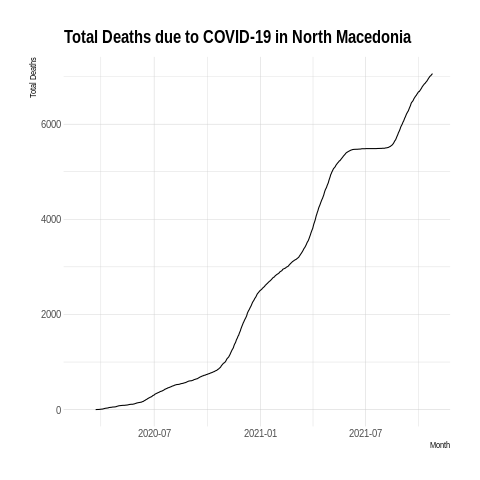 Total Deaths due to COVID-19 in North Macedonia
Total Deaths
6000
4000
2000
0
2020-07 2021-01 2021-07
Month